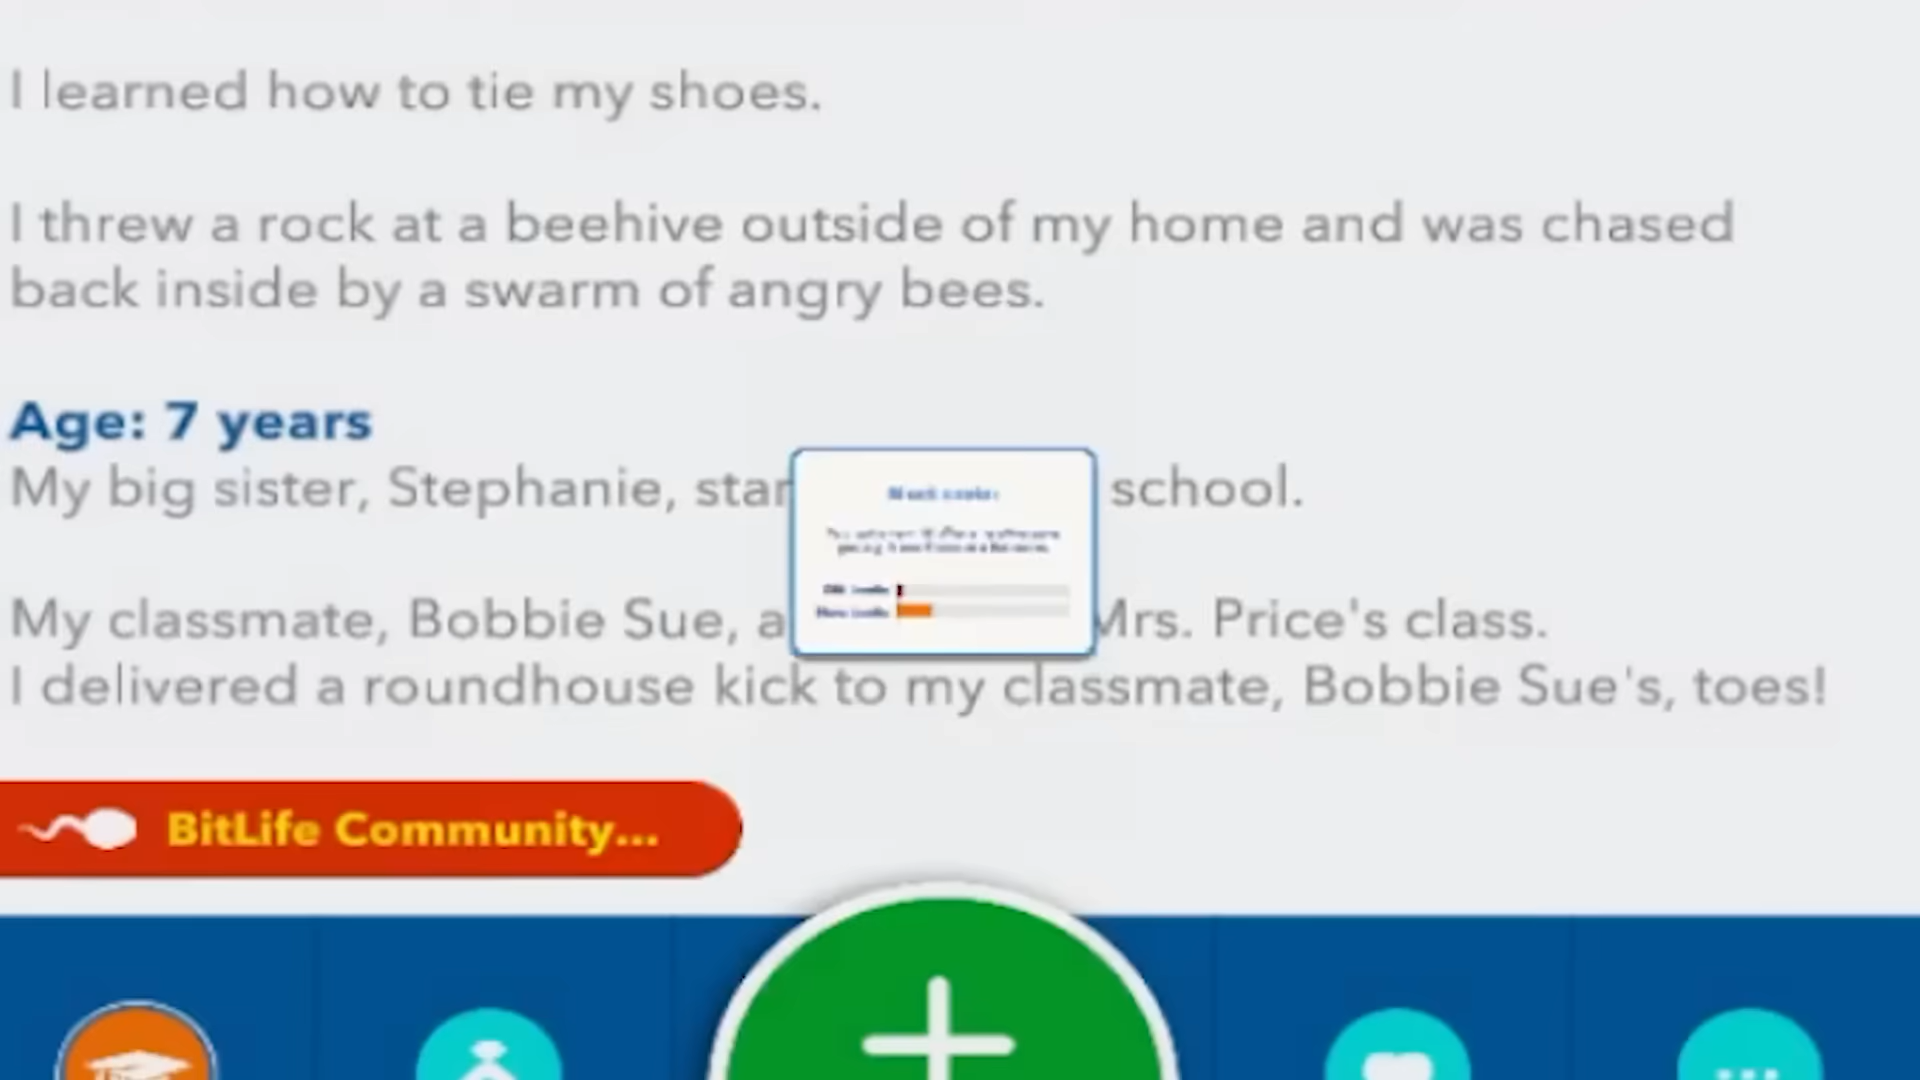 I learned how to tie my shoes.
I threw a rock at a beehive outside of my home and was chased
back inside by a swarm of angry bees.
Age: 7 years
My big sister, Stephanie, school.
My classmate, Bobbie Sue, Mrs. Price's class.
I delivered a roundhouse kick to my classmate, Bobbie Sue's, toes!
BitLife Community...